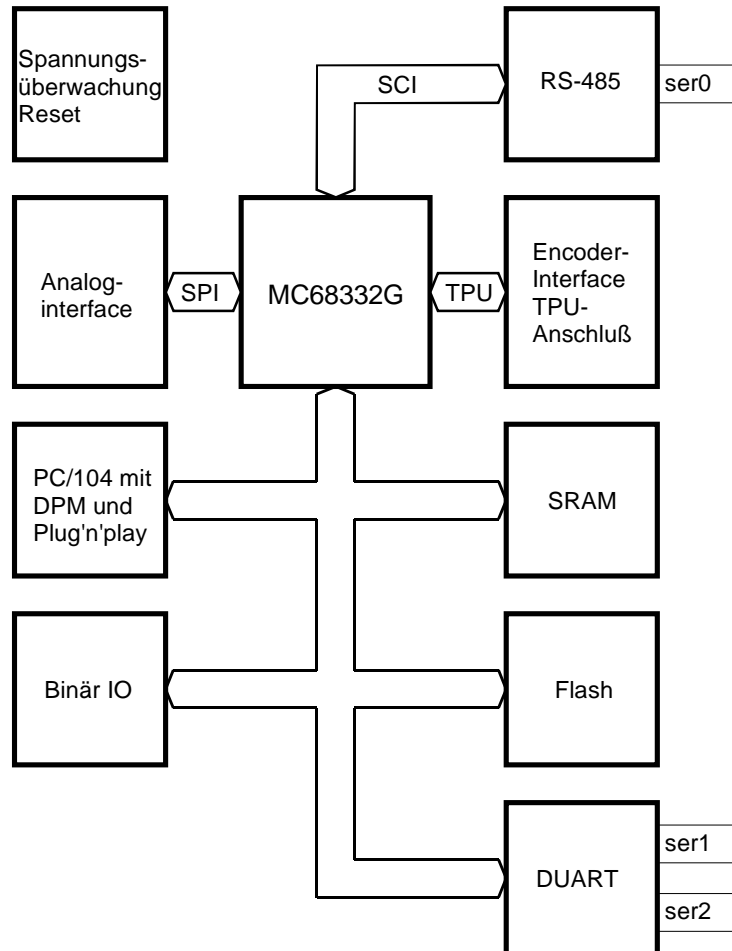 Spannungs-
überwachung
Reset
SCI
RS-485
ser0
Analog-
interface
SPI
MC68332G
TPU
Encoder-
Interface
TPU-
Anschluß
PC/104 mit
DPM und
Plug'n'play
SRAM
Binär IO
Flash
DUART
ser1
ser2